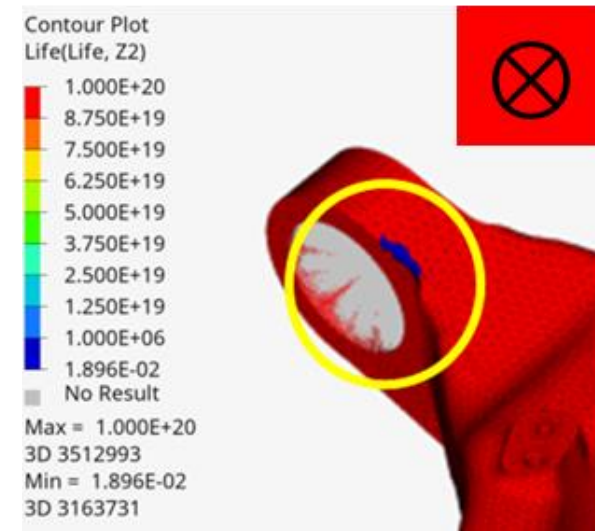 Contour Plot
Life(Life, Z2)
1.000E+20
8.750E+19
7.500E+19
6.250E+19
5.000E+19
3.750E+19
2.500E+19
1.250E+19
1.000E+06
1.896E-02
No Result
Max = 1.000E+20
3D 3512993
Min = 1.896E-02
3D 3163731